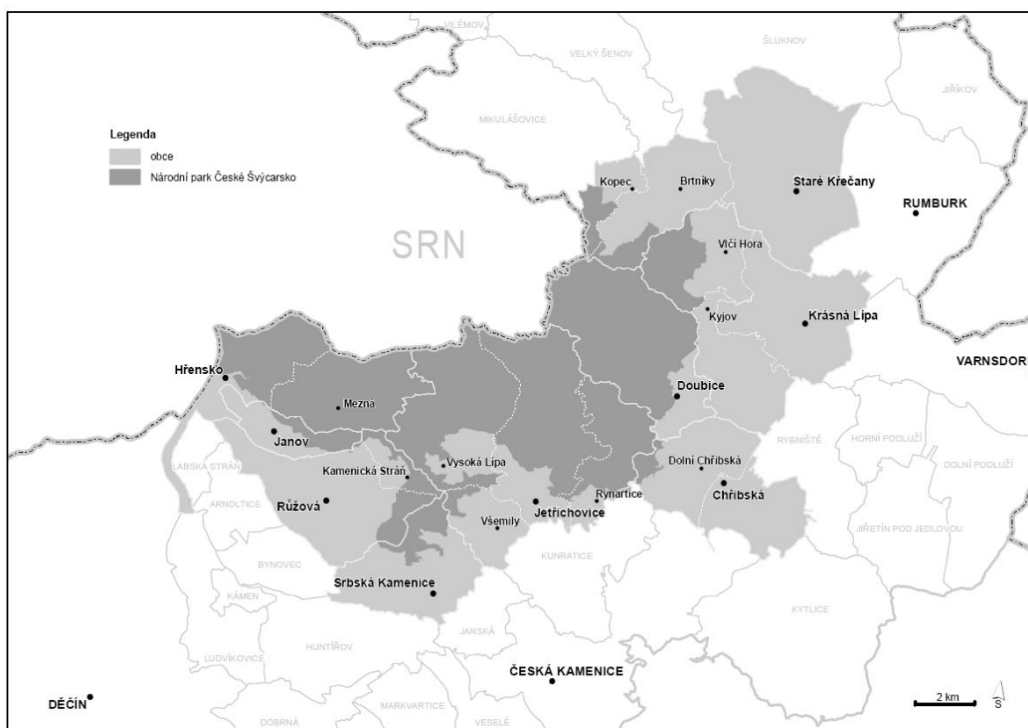 VILÉMOV
VELKÝ ŠENOV
ŠLUKNOV
JIŘÍKOV
MIKULÁŠOVICE
Legenda
obce
Národní park České Švýcarsko
Kopec
Brtníky
Staré Křečany
RUMBURK
SRN
Vlčí Hora
Kyjov
Krásná Lípa
VARNSDORF
Hřensko
Mezná
Doubice
Janov
RYBNIŠTĚ
HORNÍ PODLUŽÍ
DOLNÍ PODLUŽÍ
LABSKÁ STRÁŇ
Kamenická Stráň
Vysoká Lípa
Dolní Chřibská
Chřibská
ARNOLTICE
Růžová
Jetřichovice
Rynartice
Všemily
JIŘETÍN POD JEDLOVOU
KUNRATICE
BYNOVEC
Srbská Kamenice
KÁMEN
KYTLICE
JANSKÁ
HUNTÍŘOV
LUDVÍKOVICE
ČESKÁ KAMENICE
DĚČÍN
MARKVARTICE
VESELÉ
DOBRNÁ
2 km
S